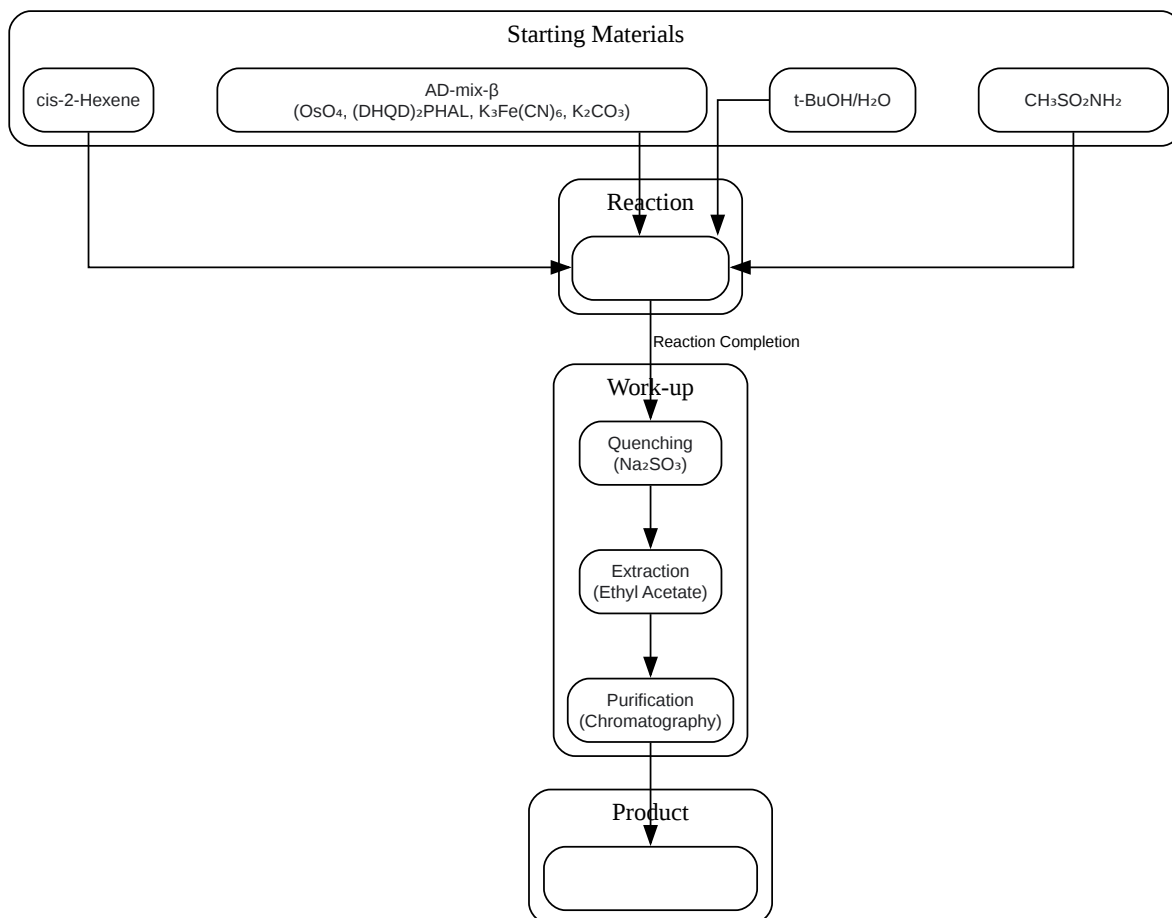 Starting Materials
cis-2-Hexene
AD-mix-β
(OsO₄, (DHQD)₂PHAL, K₃Fe(CN)₆, K₂CO₃)
t-BuOH/H₂O
CH₃SO₂NH₂
Reaction
Reaction Completion
Work-up
Quenching
(Na₂SO₃)
Extraction
(Ethyl Acetate)
Purification
(Chromatography)
Product